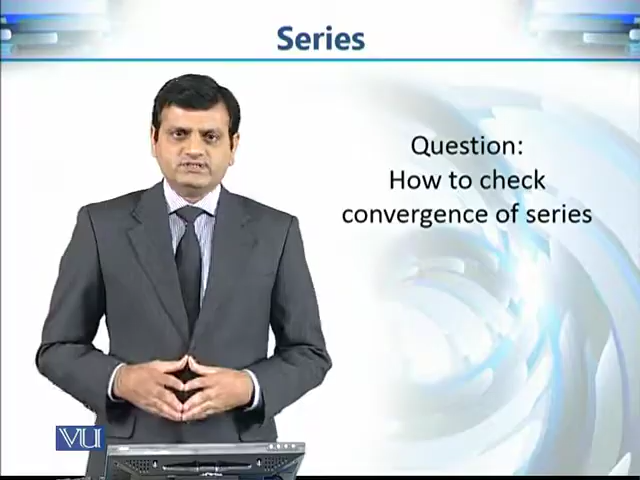 Series
Question:
How to check
convergence of series
VU